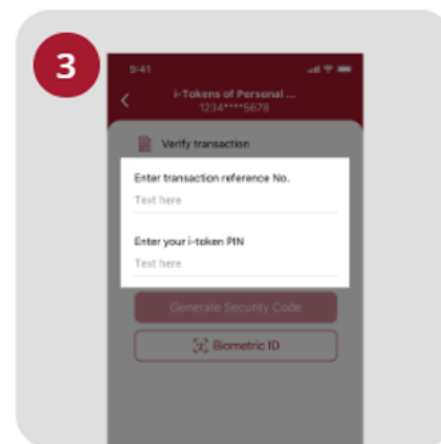 3
9:41
i-Tokens of Personal ...
1234****5678
Verify transaction
Enter transaction reference No.
Text here
Enter your i-token PIN
Text here
Generate Security Code
Biometric ID